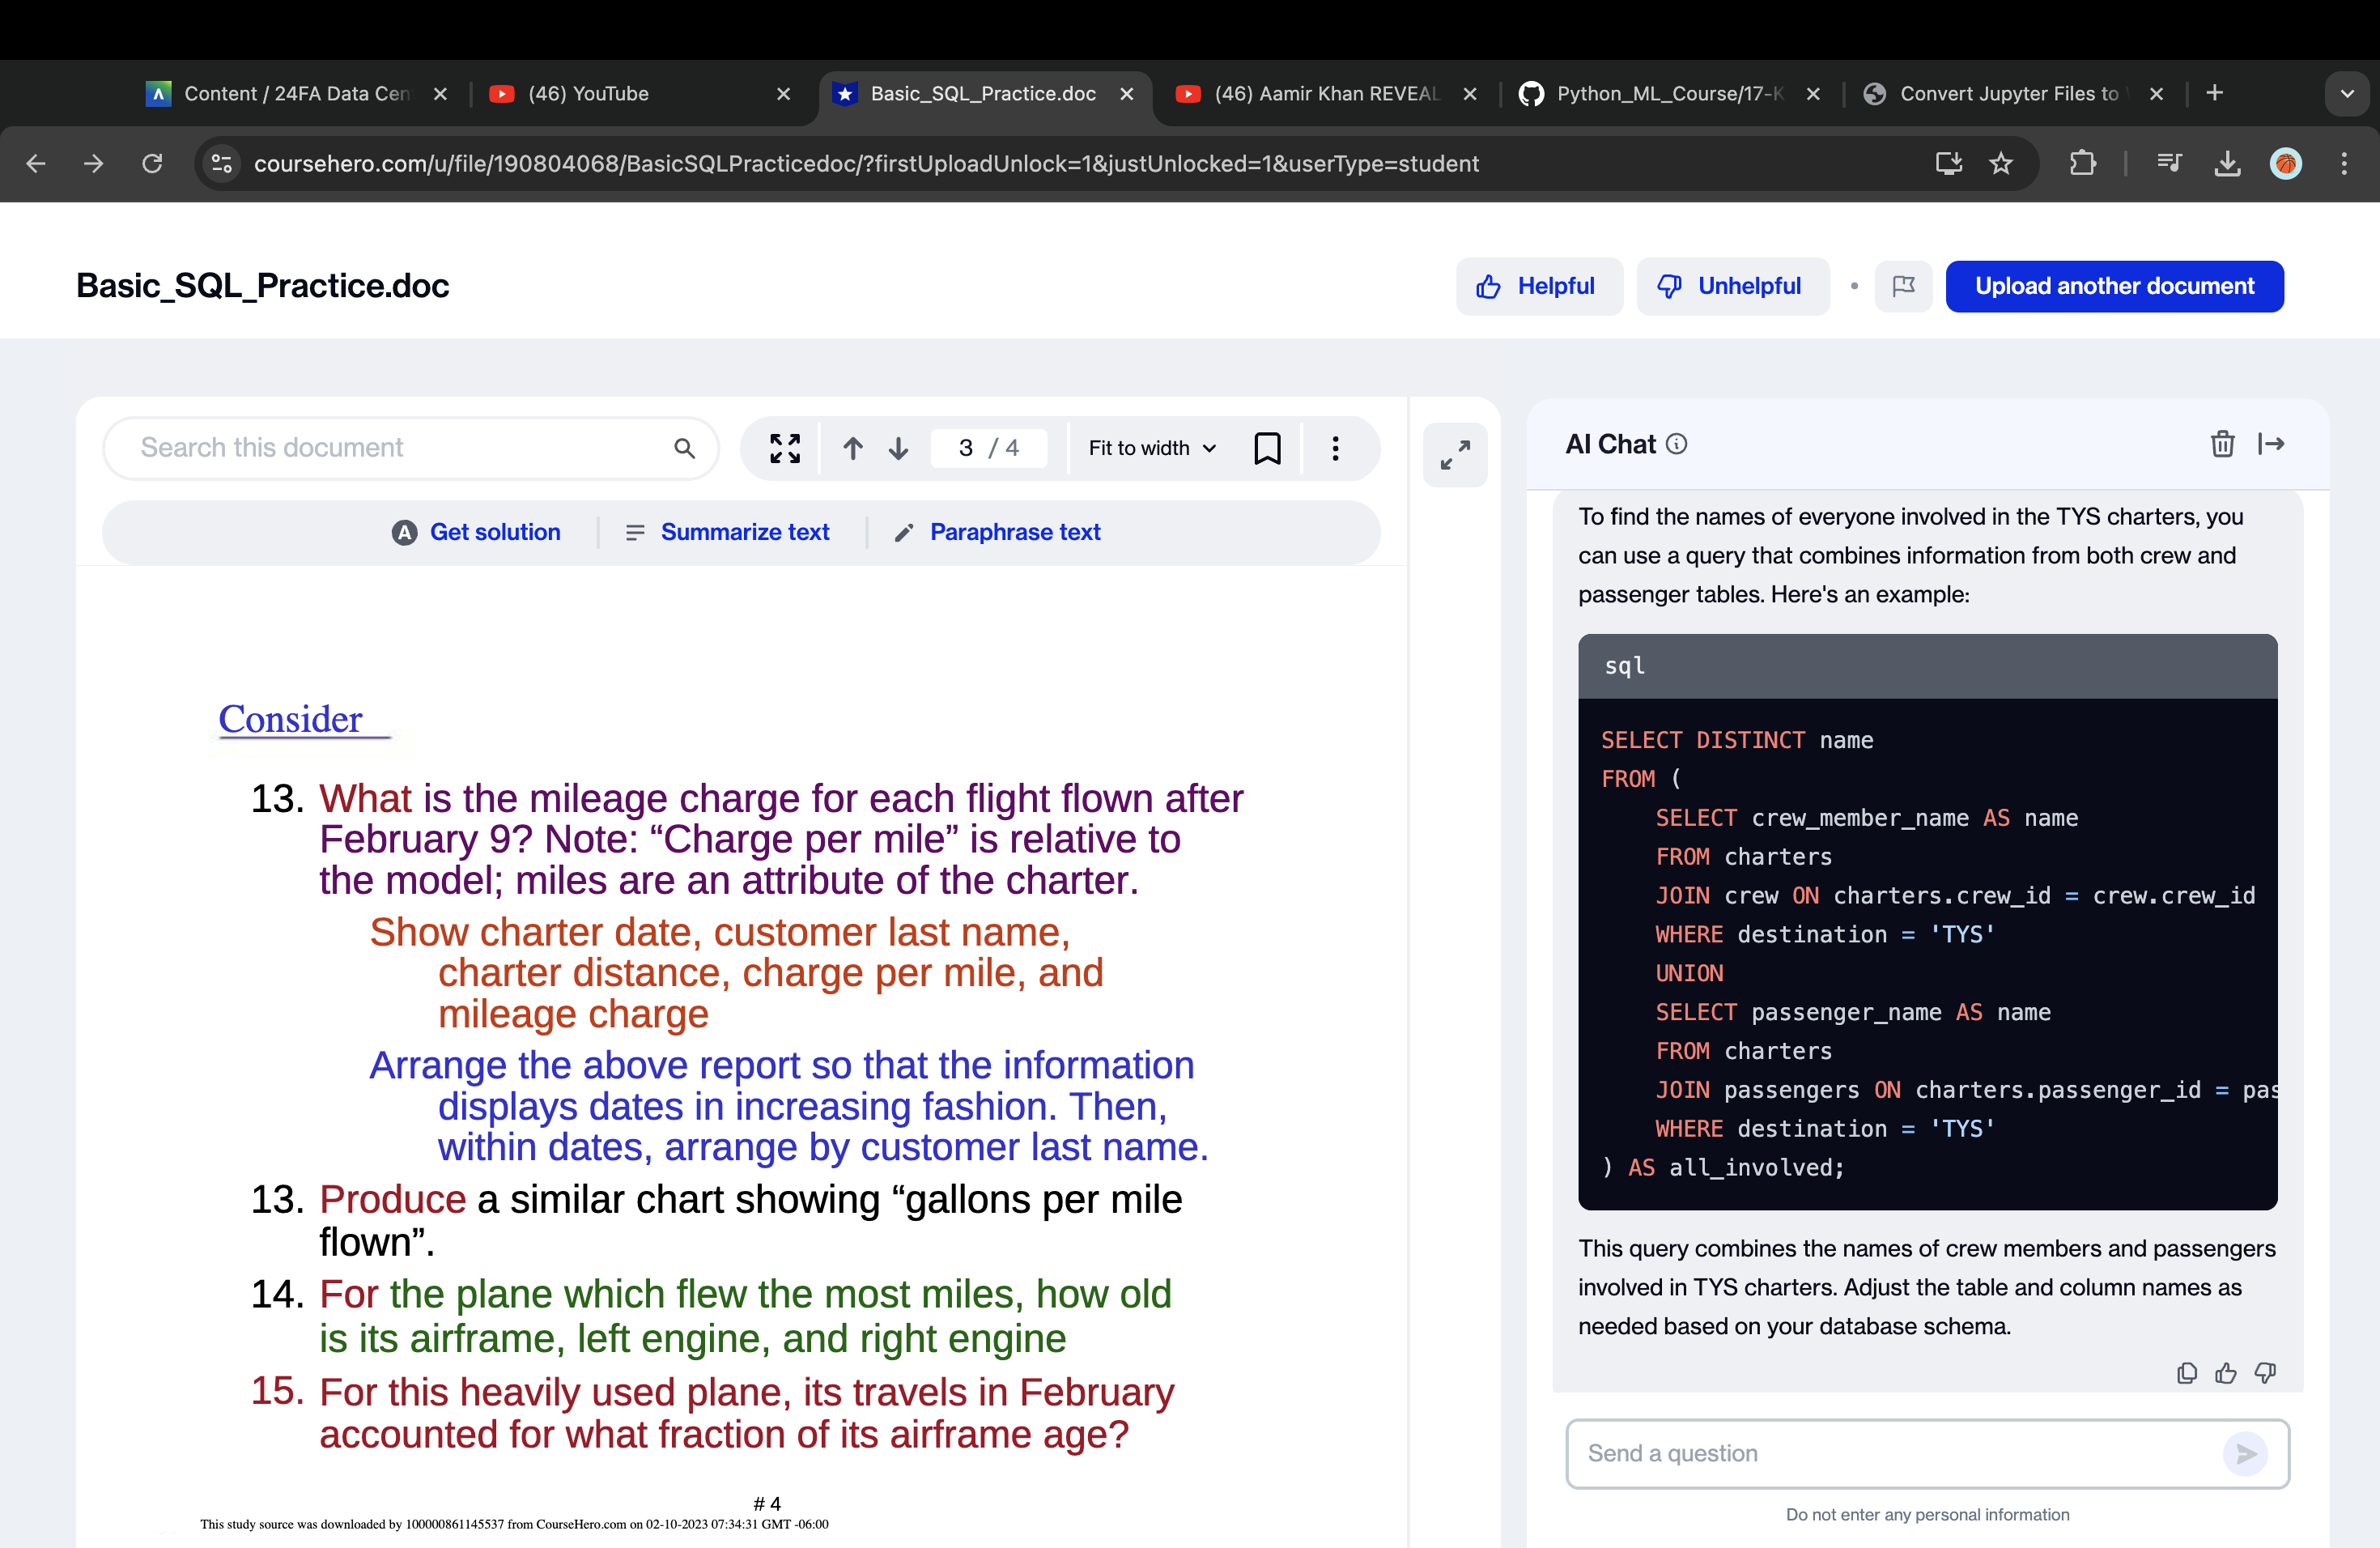 Content / 24FA Data Cen
(46) YouTube
Basic_SQL_Practice.doc
(46) Aamir Khan REVEAL
Python_ML_Course/17-K
Convert Jupyter Files to
coursehero.com/u/file/190804068/BasicSQLPracticedoc/?firstUploadUnlock=1&justUnlocked=1&userType=student
Basic_SQL_Practice.doc
Helpful
Unhelpful
Upload another document
Search this document
3 / 4
Fit to width
Get solution
Summarize text
Paraphrase text
Consider
13. What is the mileage charge for each flight flown after
February 9? Note: “Charge per mile” is relative to
the model; miles are an attribute of the charter.
Show charter date, customer last name,
charter distance, charge per mile, and
mileage charge
Arrange the above report so that the information
displays dates in increasing fashion. Then,
within dates, arrange by customer last name.
13. Produce a similar chart showing “gallons per mile
flown”.
14. For the plane which flew the most miles, how old
is its airframe, left engine, and right engine
15. For this heavily used plane, its travels in February
accounted for what fraction of its airframe age?
# 4
This study source was downloaded by 100000861145537 from CourseHero.com on 02-10-2023 07:34:31 GMT -06:00
AI Chat
To find the names of everyone involved in the TYS charters, you
can use a query that combines information from both crew and
passenger tables. Here's an example:
sql
SELECT DISTINCT name
FROM (
SELECT crew_member_name AS name
FROM charters
JOIN crew ON charters.crew_id = crew.crew_id
WHERE destination = 'TYS'
UNION
SELECT passenger_name AS name
FROM charters
JOIN passengers ON charters.passenger_id = pas
WHERE destination = 'TYS'
) AS all_involved;
This query combines the names of crew members and passengers
involved in TYS charters. Adjust the table and column names as
needed based on your database schema.
Send a question
Do not enter any personal information